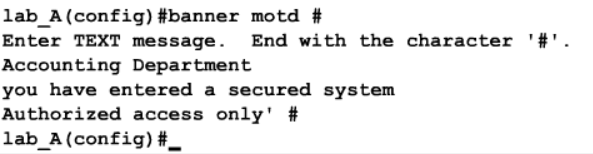 lab_A(config)#banner motd #
Enter TEXT message.  End with the character '#'.
Accounting Department
you have entered a secured system
Authorized access only' #
lab_A(config)#_